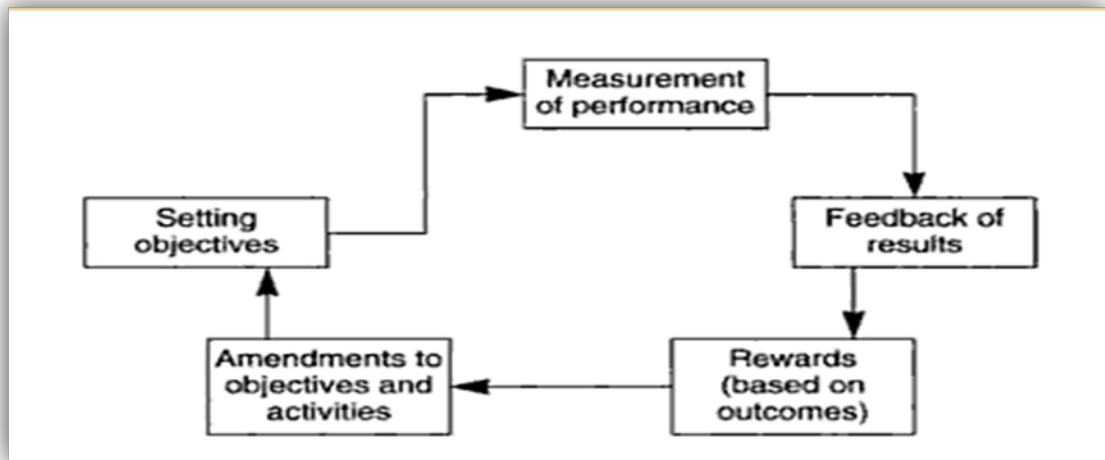 Measurement
of performance
Setting
objectives
Feedback of
results
Amendments to
objectives and
activities
Rewards
(based on
outcomes)